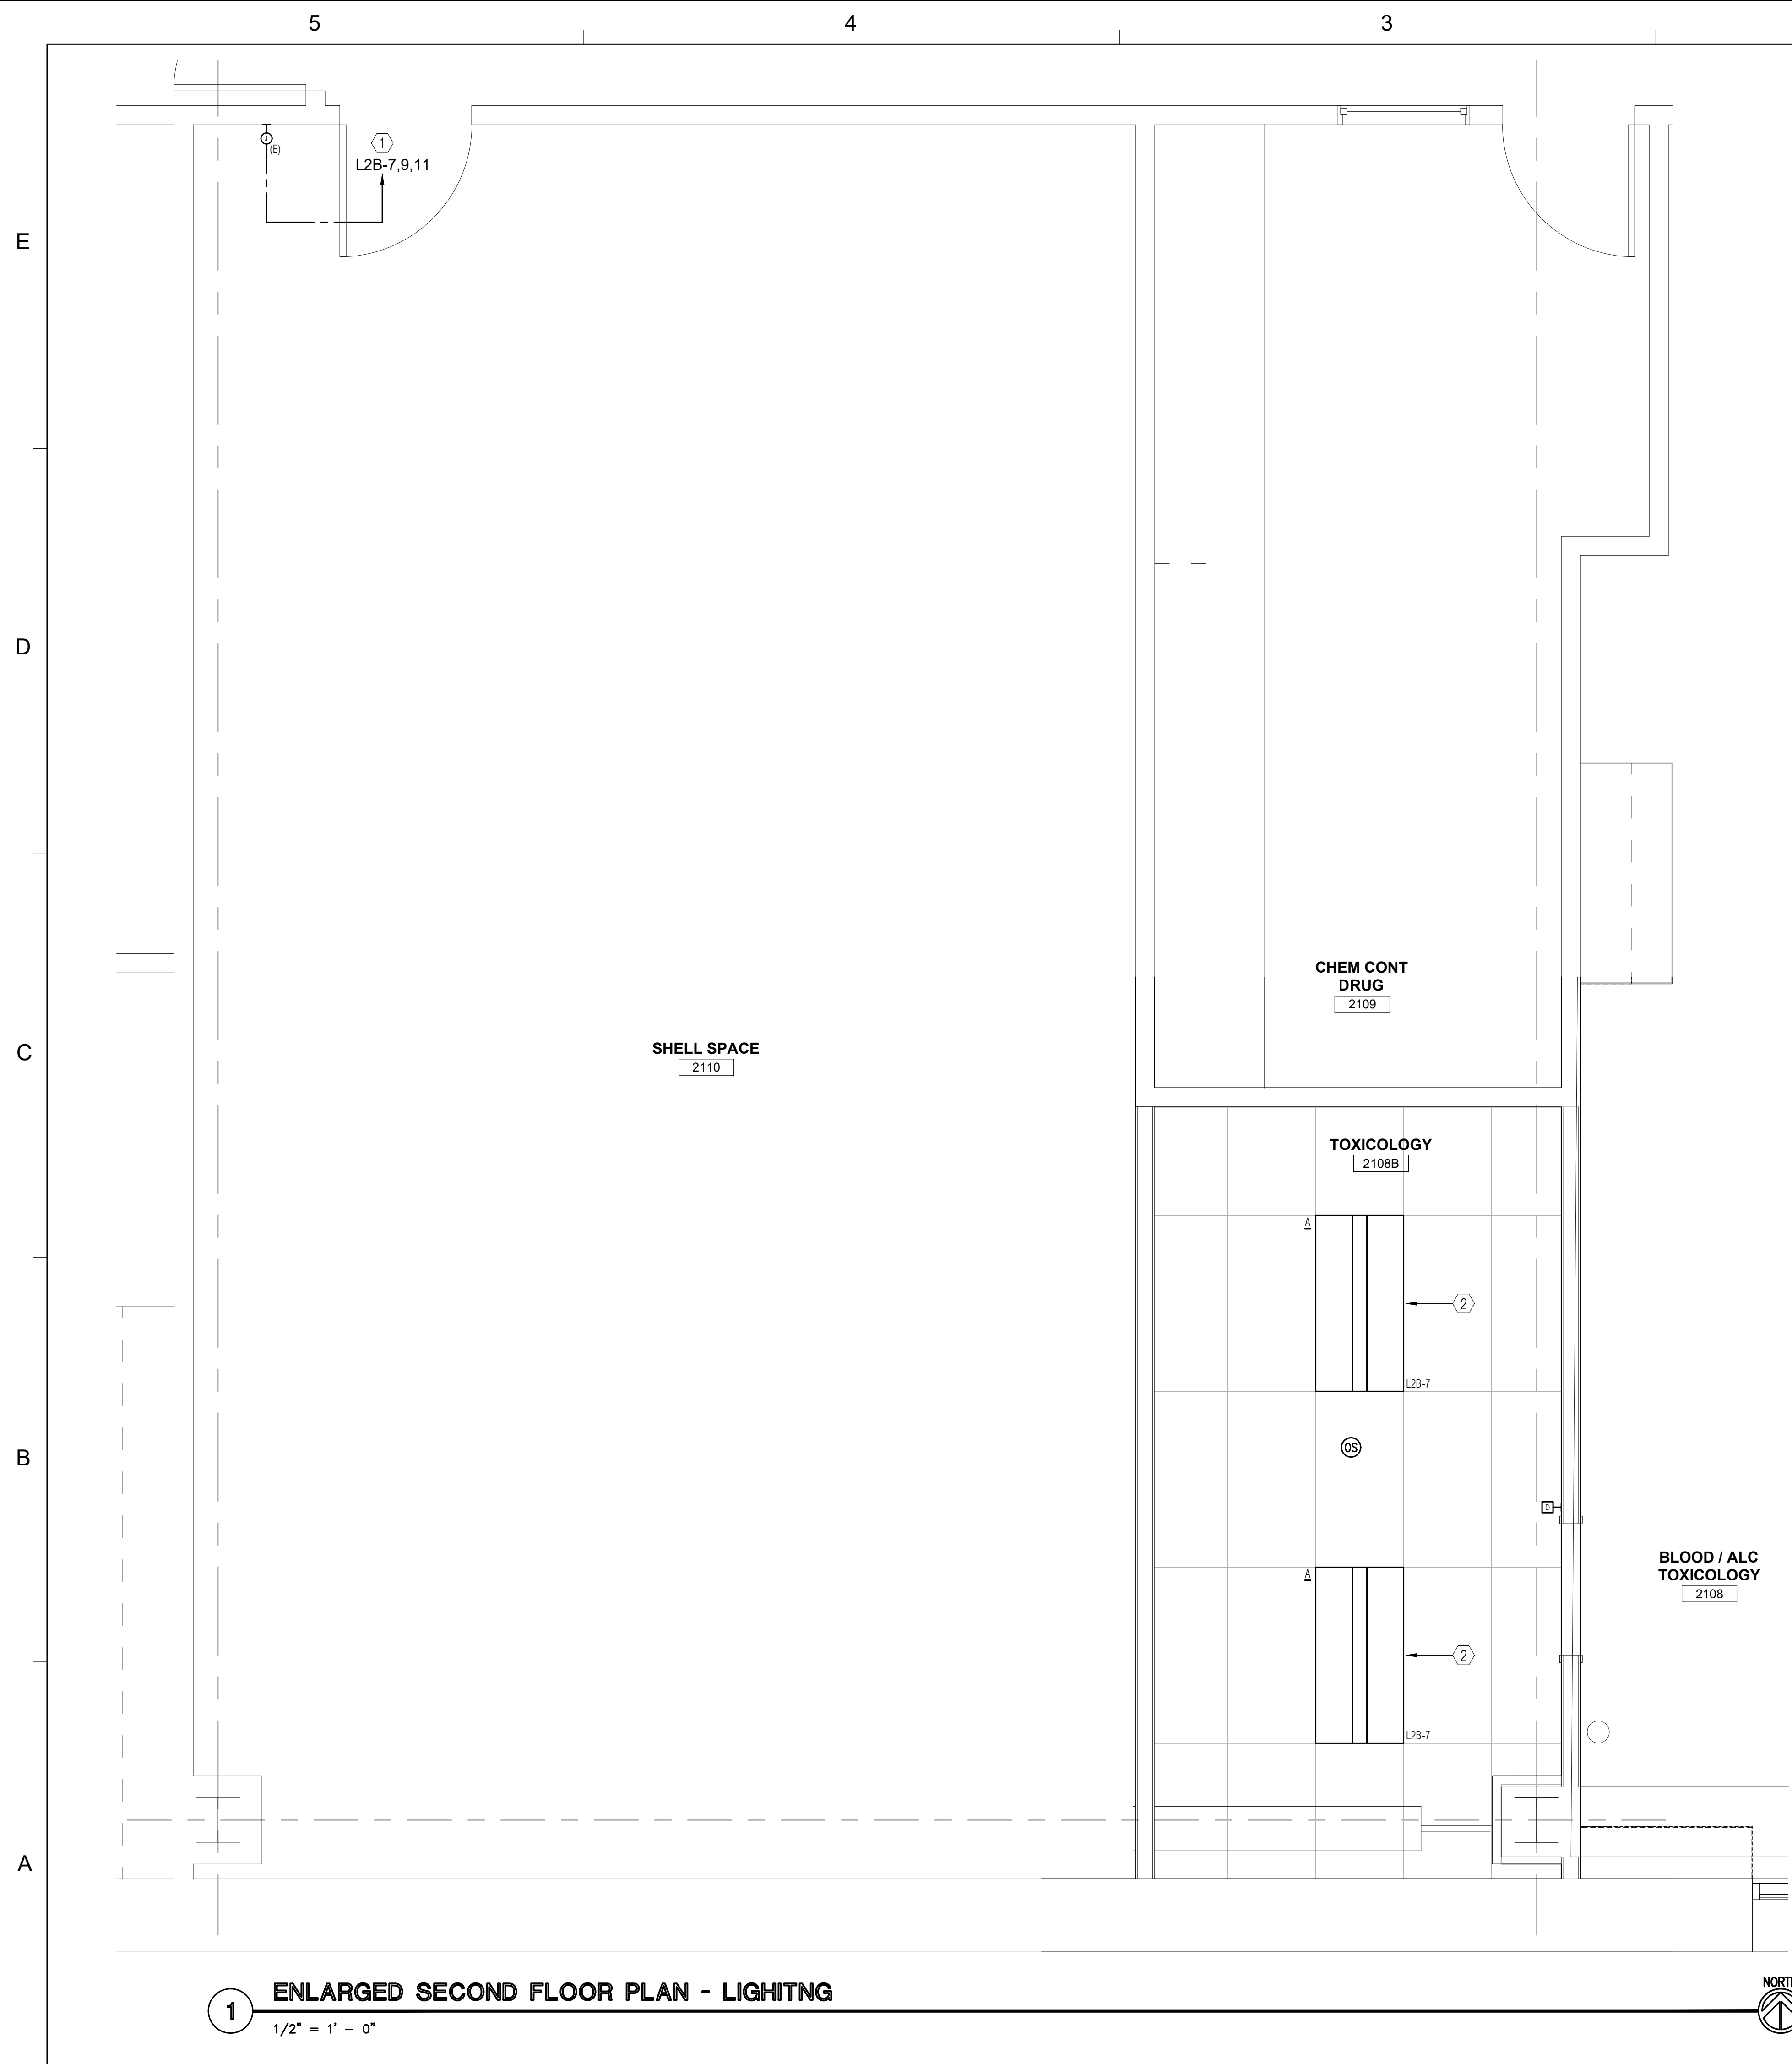 5
4
3
E
D
C
B
A
(E)
1
L2B-7,9,11
CHEM CONT
DRUG
2109
SHELL SPACE
2110
TOXICOLOGY
2108B
A
2
L2B-7
OS
D
A
2
L2B-7
BLOOD / ALC
TOXICOLOGY
2108
1
ENLARGED SECOND FLOOR PLAN - LIGHITNG
1/2" = 1' - 0"